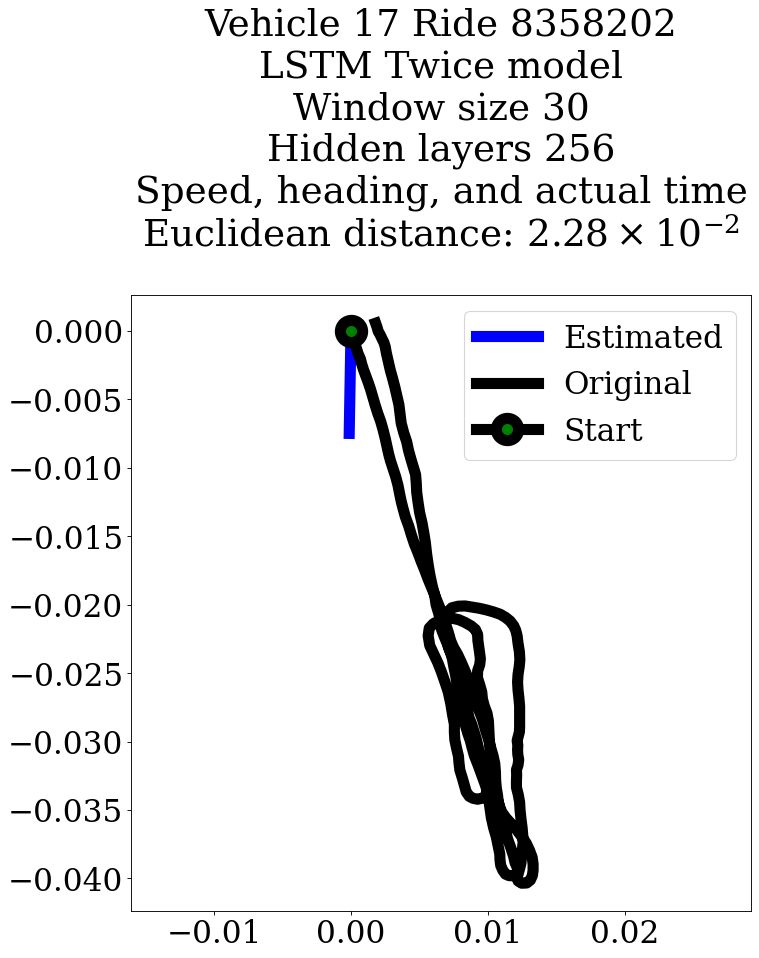 Vehicle 17 Ride 8358202
LSTM Twice model
Window size 30
Hidden layers 256
Speed, heading, and actual time
Euclidean distance: 2.28 × 10⁻²
Estimated
Original
Start
0.000
−0.005
−0.010
−0.015
−0.020
−0.025
−0.030
−0.035
−0.040
−0.01 0.00 0.01 0.02